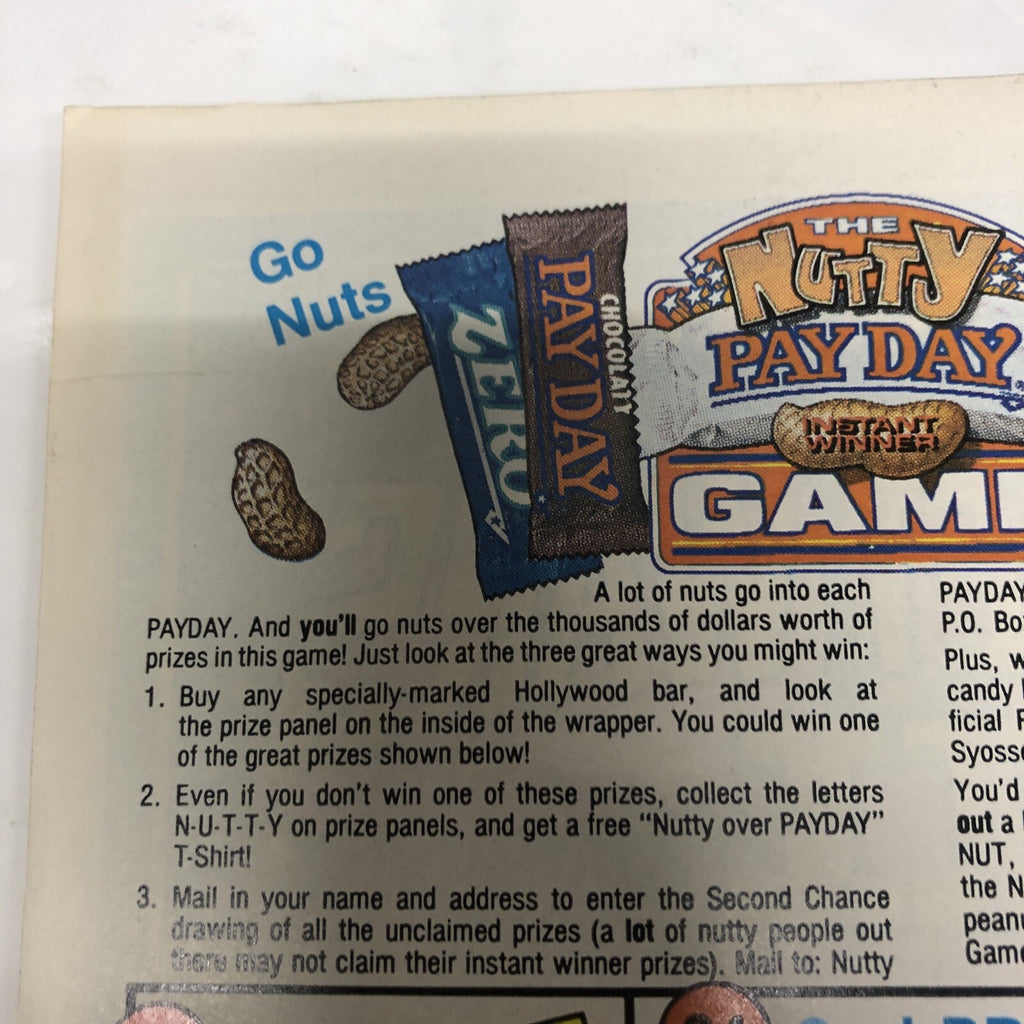 Go
Nuts
ZERO
CHOCOLATY
PAY DAY
THE
NUTTY
PAY DAY
INSTANT
WINNER
GAM
A lot of nuts go into each
PAYDAY. And you'll go nuts over the thousands of dollars worth of
prizes in this game! Just look at the three great ways you might win:
1. Buy any specially-marked Hollywood bar, and look at
the prize panel on the inside of the wrapper. You could win one
of the great prizes shown below!
2. Even if you don't win one of these prizes, collect the letters
N-U-T-T-Y on prize panels, and get a free "Nutty over PAYDAY"
T-Shirt!
3. Mail in your name and address to enter the Second Chance
drawing of all the unclaimed prizes (a lot of nutty people out
there may not claim their instant winner prizes). Mail to: Nutty
PAYDAY
P.O. Bo
Plus, w
candy
ficial
Syoss
You'd
out a
NUT,
the N
pean
Game